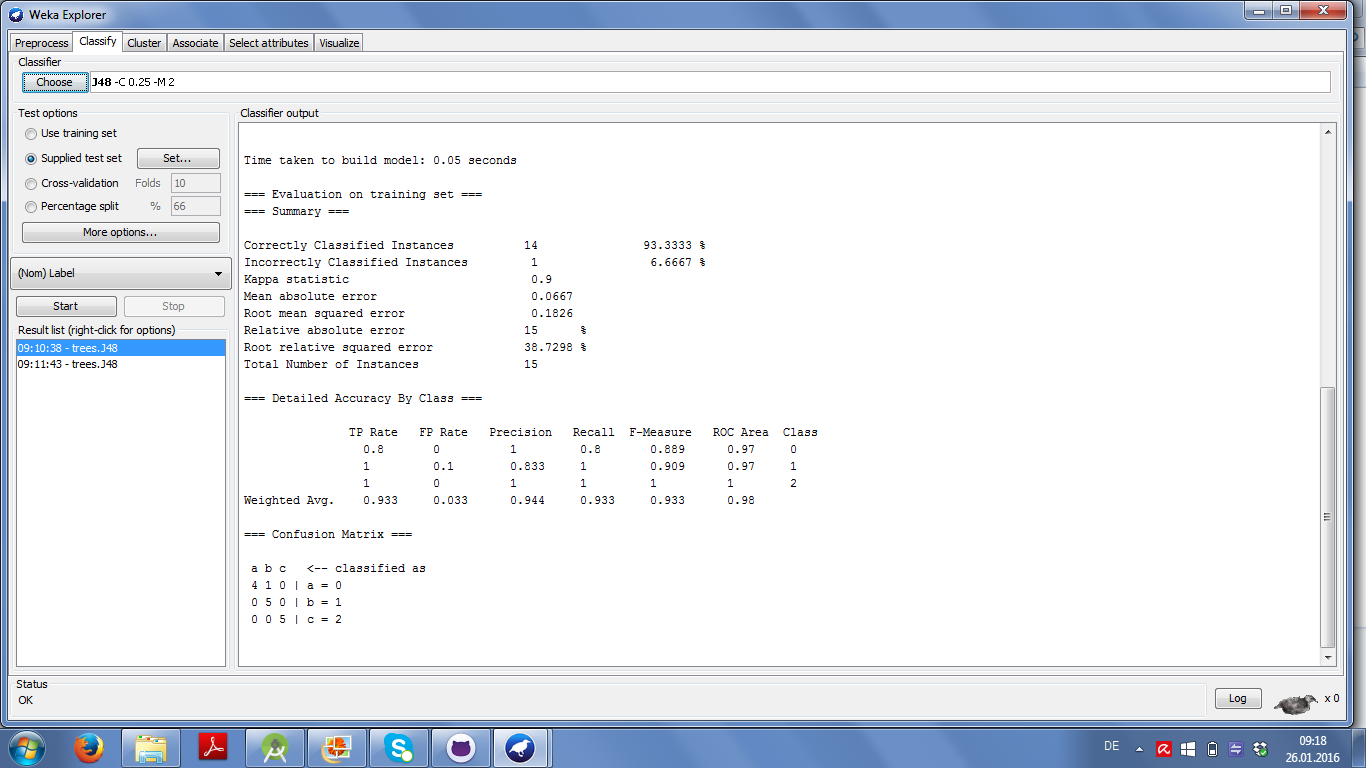 Weka Explorer
Preprocess Classify Cluster Associate Select attributes Visualize
Classifier
Choose J48 -C 0.25 -M 2
Test options
Use training set
Supplied test set Set...
Cross-validation Folds 10
Percentage split % 66
More options...
(Nom) Label
Start Stop
Result list (right-click for options)
09:10:38 - trees.J48
09:11:43 - trees.J48
Classifier output
Time taken to build model: 0.05 seconds
=== Evaluation on training set ===
=== Summary ===
Correctly Classified Instances 14 93.3333 %
Incorrectly Classified Instances 1 6.6667 %
Kappa statistic 0.9
Mean absolute error 0.0667
Root mean squared error 0.1826
Relative absolute error 15 %
Root relative squared error 38.7298 %
Total Number of Instances 15
=== Detailed Accuracy By Class ===
TP Rate FP Rate Precision Recall F-Measure ROC Area Class
0.8 0 1 0.8 0.889 0.97 0
1 0.1 0.833 1 0.909 0.97 1
1 0 1 1 1 1 2
Weighted Avg. 0.933 0.033 0.944 0.933 0.933 0.98
=== Confusion Matrix ===
a b c <-- classified as
4 1 0 | a = 0
0 5 0 | b = 1
0 0 5 | c = 2
Status
OK
Log x 0
DE 09:18
26.01.2016